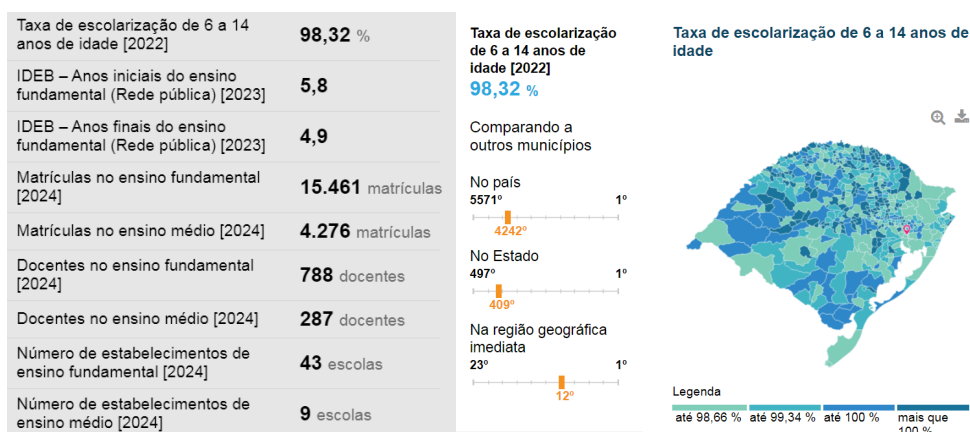 Taxa de escolarização de 6 a 14
anos de idade [2022]
98,32 %
IDEB – Anos iniciais do ensino
fundamental (Rede pública) [2023]
5,8
IDEB – Anos finais do ensino
fundamental (Rede pública) [2023]
4,9
Matrículas no ensino fundamental
[2024]
15.461 matrículas
Matrículas no ensino médio [2024]
4.276 matrículas
Docentes no ensino fundamental
[2024]
788 docentes
Docentes no ensino médio [2024]
287 docentes
Número de estabelecimentos de
ensino fundamental [2024]
43 escolas
Número de estabelecimentos de
ensino médio [2024]
9 escolas
Taxa de escolarização
de 6 a 14 anos de
idade [2022]
98,32 %
Comparando a
outros municípios
No país
5571º 1º
4242º
No Estado
497º 1º
409º
Na região geográfica
imediata
23º 1º
12º
Taxa de escolarização de 6 a 14 anos de
idade
Legenda
até 98,66 % até 99,34 % até 100 % mais que
100 %